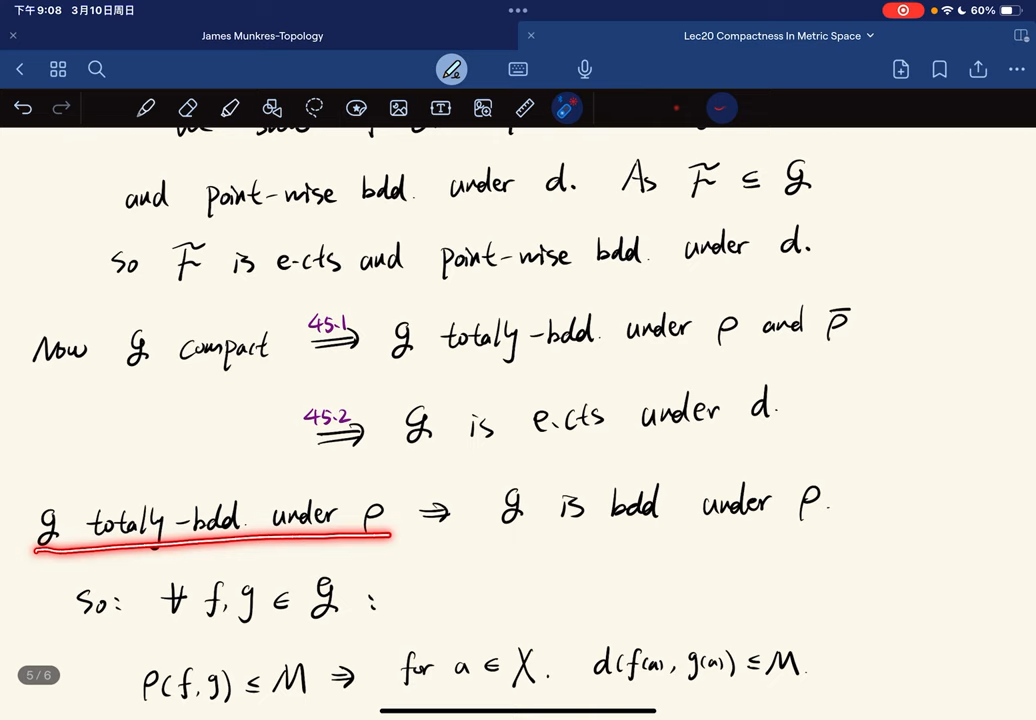 下午9:08 3月10日周日
60%
James Munkres-Topology
Lec20 Compactness In Metric Space
and point-wise bdd. under d. As F̃ ⊆ G
so F̃ is e.cts and point-wise bdd. under d.
Now G compact ⟹ 45.1 G totally-bdd. under ρ and ρ̄
⟹ 45.2 G is e.cts under d.
G totaly-bdd. under ρ ⇒ G is bdd under ρ.
So: ∀ f, g ∈ G :
5/6
ρ(f, g) ≤ M ⇒ for a ∈ X. d(f(a), g(a)) ≤ M.